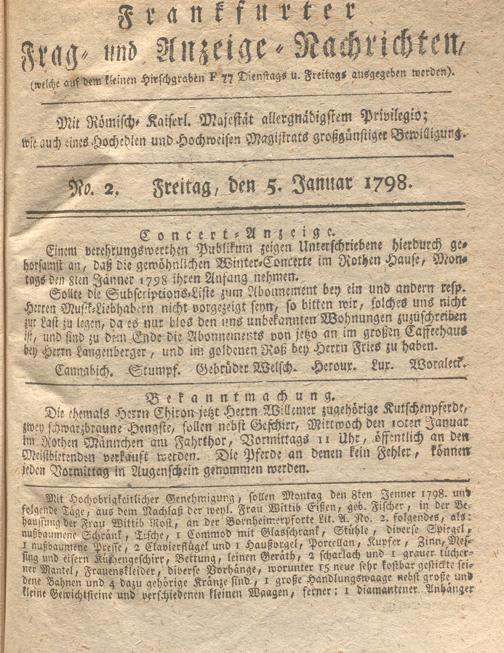 Frankfurter
Frag- und Anzeige-Nachrichten,
(welche auf dem kleinen Hirschgraben F 77 Dienstags u. Freitags ausgegeben werden).
Mit Römisch-Kaiserl. Majestät allergnädigstem Privilegio;
wie auch eines Hochedlen und Hochweisen Magistrats großgünstiger Bewilligung.
No. 2. Freitag, den 5. Januar 1798.
Concert-Anzeige.
Einem verehrungswerthen Publikum zeigen Unterschriebene hierdurch ge-
horsamst an, daß die gewöhnlichen Winter-Concerte im Rothen Hause, Mon-
tags den 8ten Jänner 1798 ihren Anfang nehmen.
Sollte die Subscriptions-Liste zum Abonnement bey ein und andern resp.
Herren Musik-Liebhabern nicht vorgezeigt seyn, so bitten wir, solches uns nicht
zur Last zu legen, da es nur blos den uns unbekannten Wohnungen zuzuschreiben
ist, und sind zu dem Ende die Abonnements von jetzo an im großen Caffeehaus
bey Herrn Langenberger, und im goldenen Roß bey Herrn Fries zu haben.
Cannabich. Stumpf. Gebrüder Welsch. Heroux. Lux. Woraleck.
Bekanntmachung.
Die ehemals Herrn Chiron jetzt Herrn Willemer zugehörige Kutschenpferde,
zwey schwarzbraune Hengste, sollen nebst Geschirr, Mittwoch den 10ten Januar
im Rothen Männchen am Fahrthor, Vormittags 11 Uhr, öffentlich an den
Meistbietenden verkauft werden. Die Pferde an denen kein Fehler, können
jeden Vormittag in Augenschein genommen werden.
Mit Hochobrigkeitlicher Genehmigung, sollen Montag den 8ten Jenner 1798. und
folgende Tage, aus dem Nachlaß der weyl. Frau Wittib Eißen, geb. Fischer, in der Be-
hausung der Frau Wittib Rost, an der Bornheimerpforte Lit. A. No. 2. folgendes, als:
nußbaumene Schränk, Tische, 1 Commod mit Glasschrank, Stühle, diverse Spiegel,
1 nußbaumene Presse, 2 Clavierflügel und 1 Hausorgel, Porcellan, Kupfer, Zinn, Mes-
sing und eisern Küchengeschirr, Bettung, leinen Geräth, 2 scharlach und 1 grauer tücher-
ner Mantel, Frauenskleider, diverse Vorhänge, worunter 15 neue sehr kostbar gestickte sei-
dene Bahnen und 4 dazu gehörige Kränze sind, 1 große Handlungswaage nebst große und
kleine Gewichtsteine und verschiedenen kleinen Waagen, ferner: 1 diamantener Anhänger